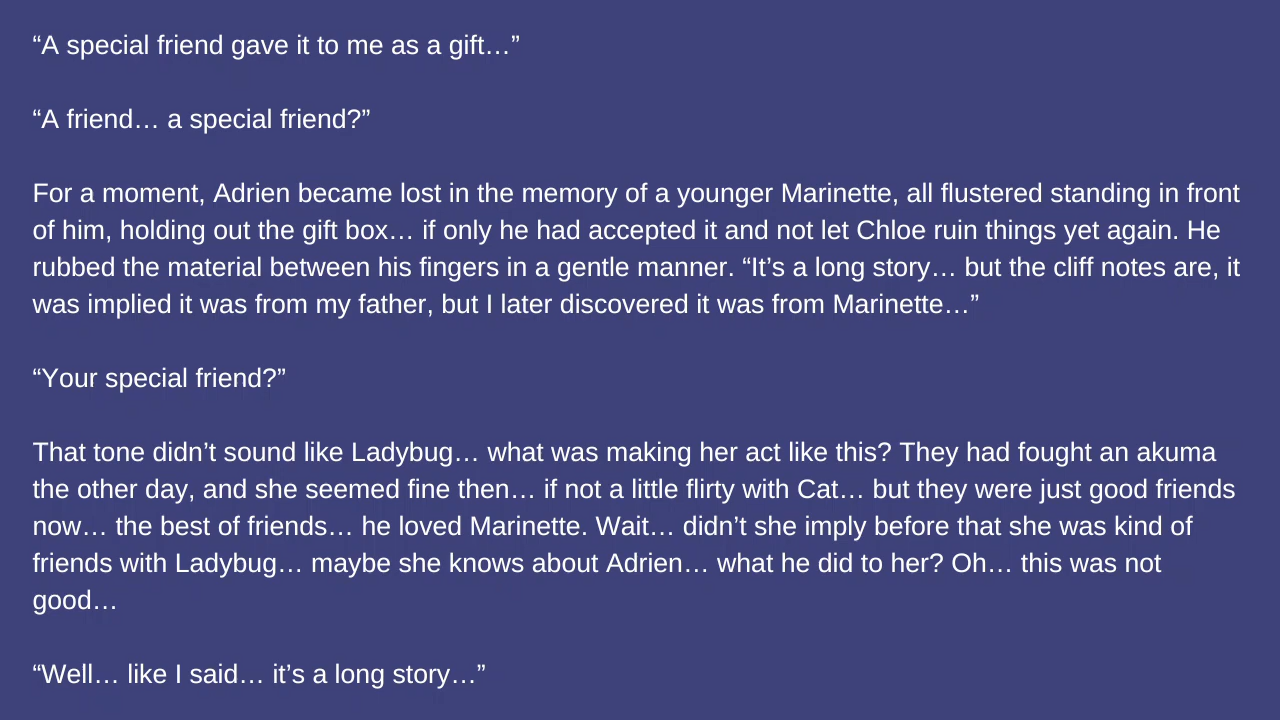 “A special friend gave it to me as a gift…”
“A friend… a special friend?”
For a moment, Adrien became lost in the memory of a younger Marinette, all flustered standing in front
of him, holding out the gift box… if only he had accepted it and not let Chloe ruin things yet again. He
rubbed the material between his fingers in a gentle manner. “It’s a long story… but the cliff notes are, it
was implied it was from my father, but I later discovered it was from Marinette…”
“Your special friend?”
That tone didn’t sound like Ladybug… what was making her act like this? They had fought an akuma
the other day, and she seemed fine then… if not a little flirty with Cat… but they were just good friends
now… the best of friends… he loved Marinette. Wait… didn’t she imply before that she was kind of
friends with Ladybug… maybe she knows about Adrien… what he did to her? Oh… this was not
good…
“Well… like I said… it’s a long story…”